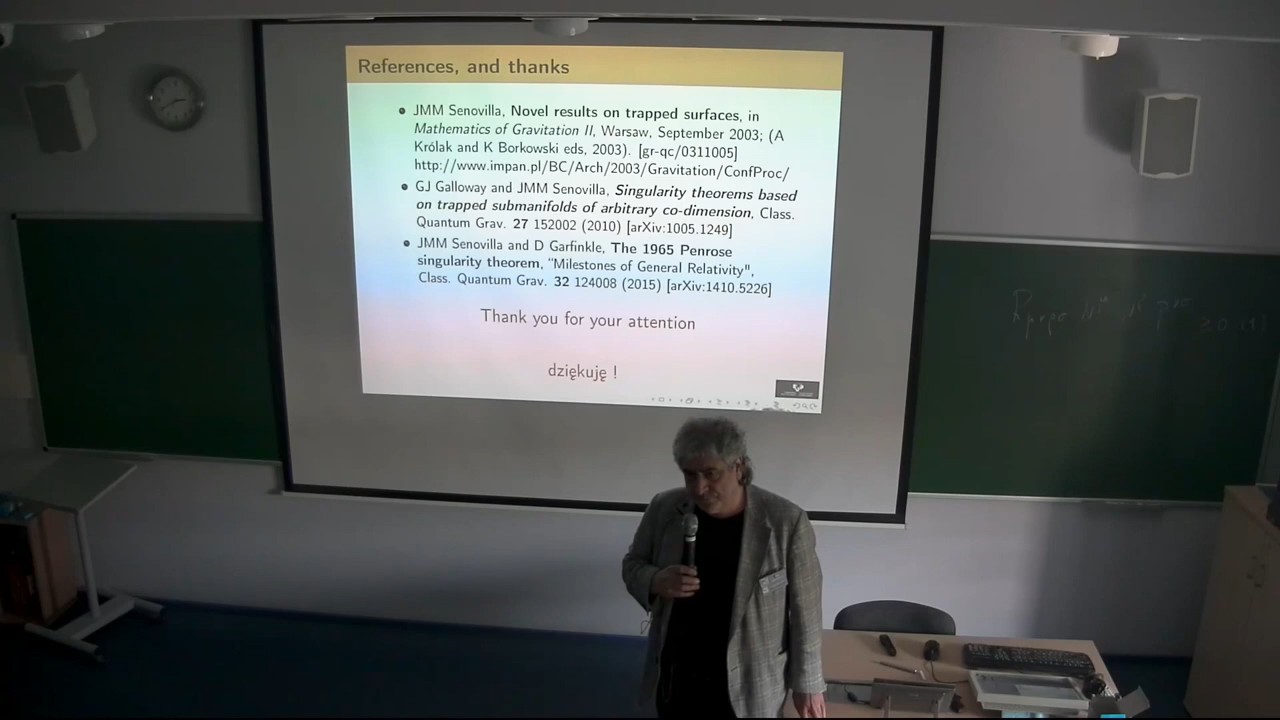 References, and thanks
JMM Senovilla, Novel results on trapped surfaces, in
Mathematics of Gravitation II, Warsaw, September 2003; (A
Królak and K Borkowski eds, 2003). [gr-qc/0311005]
http://www.impan.pl/BC/Arch/2003/Gravitation/ConfProc/
GJ Galloway and JMM Senovilla, Singularity theorems based
on trapped submanifolds of arbitrary co-dimension, Class.
Quantum Grav. 27 152002 (2010) [arXiv:1005.1249]
JMM Senovilla and D Garfinkle, The 1965 Penrose
singularity theorem, "Milestones of General Relativity",
Class. Quantum Grav. 32 124008 (2015) [arXiv:1410.5226]
Thank you for your attention
dziękuję !